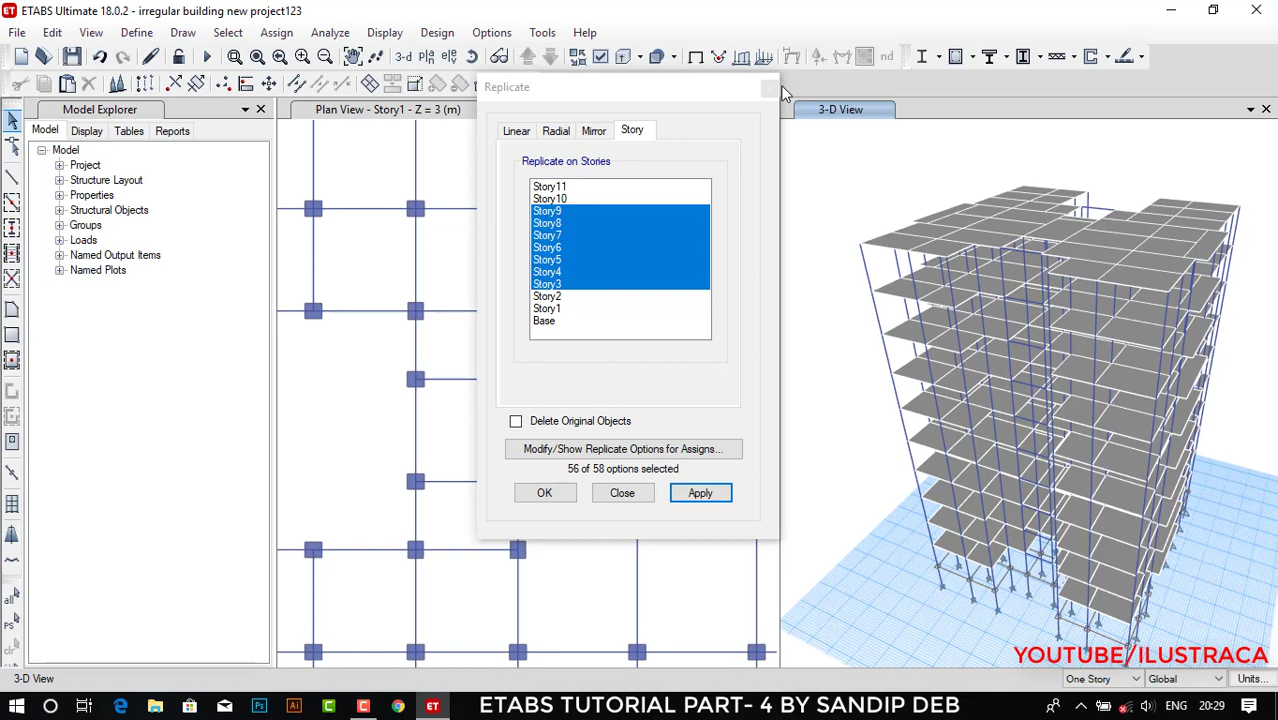 ETABS Ultimate 18.0.2 - irregular building new project123
File Edit View Define Draw Select Assign Analyze Display Design Options Tools Help
3-d
nd
Model Explorer
Plan View - Story1 - Z = 3 (m)
3-D View
Model Display Tables Reports
Model
Project
Structure Layout
Properties
Structural Objects
Groups
Loads
Named Output Items
Named Plots
Replicate
Linear Radial Mirror Story
Replicate on Stories
Story11
Story10
Story9
Story8
Story7
Story6
Story5
Story4
Story3
Story2
Story1
Base
Delete Original Objects
Modify/Show Replicate Options for Assigns...
56 of 58 options selected
OK Close Apply
all
PS
YOUTUBE/ILUSTRACA
3-D View
One Story Global Units...
ETABS TUTORIAL PART- 4 BY SANDIP DEB
20:29